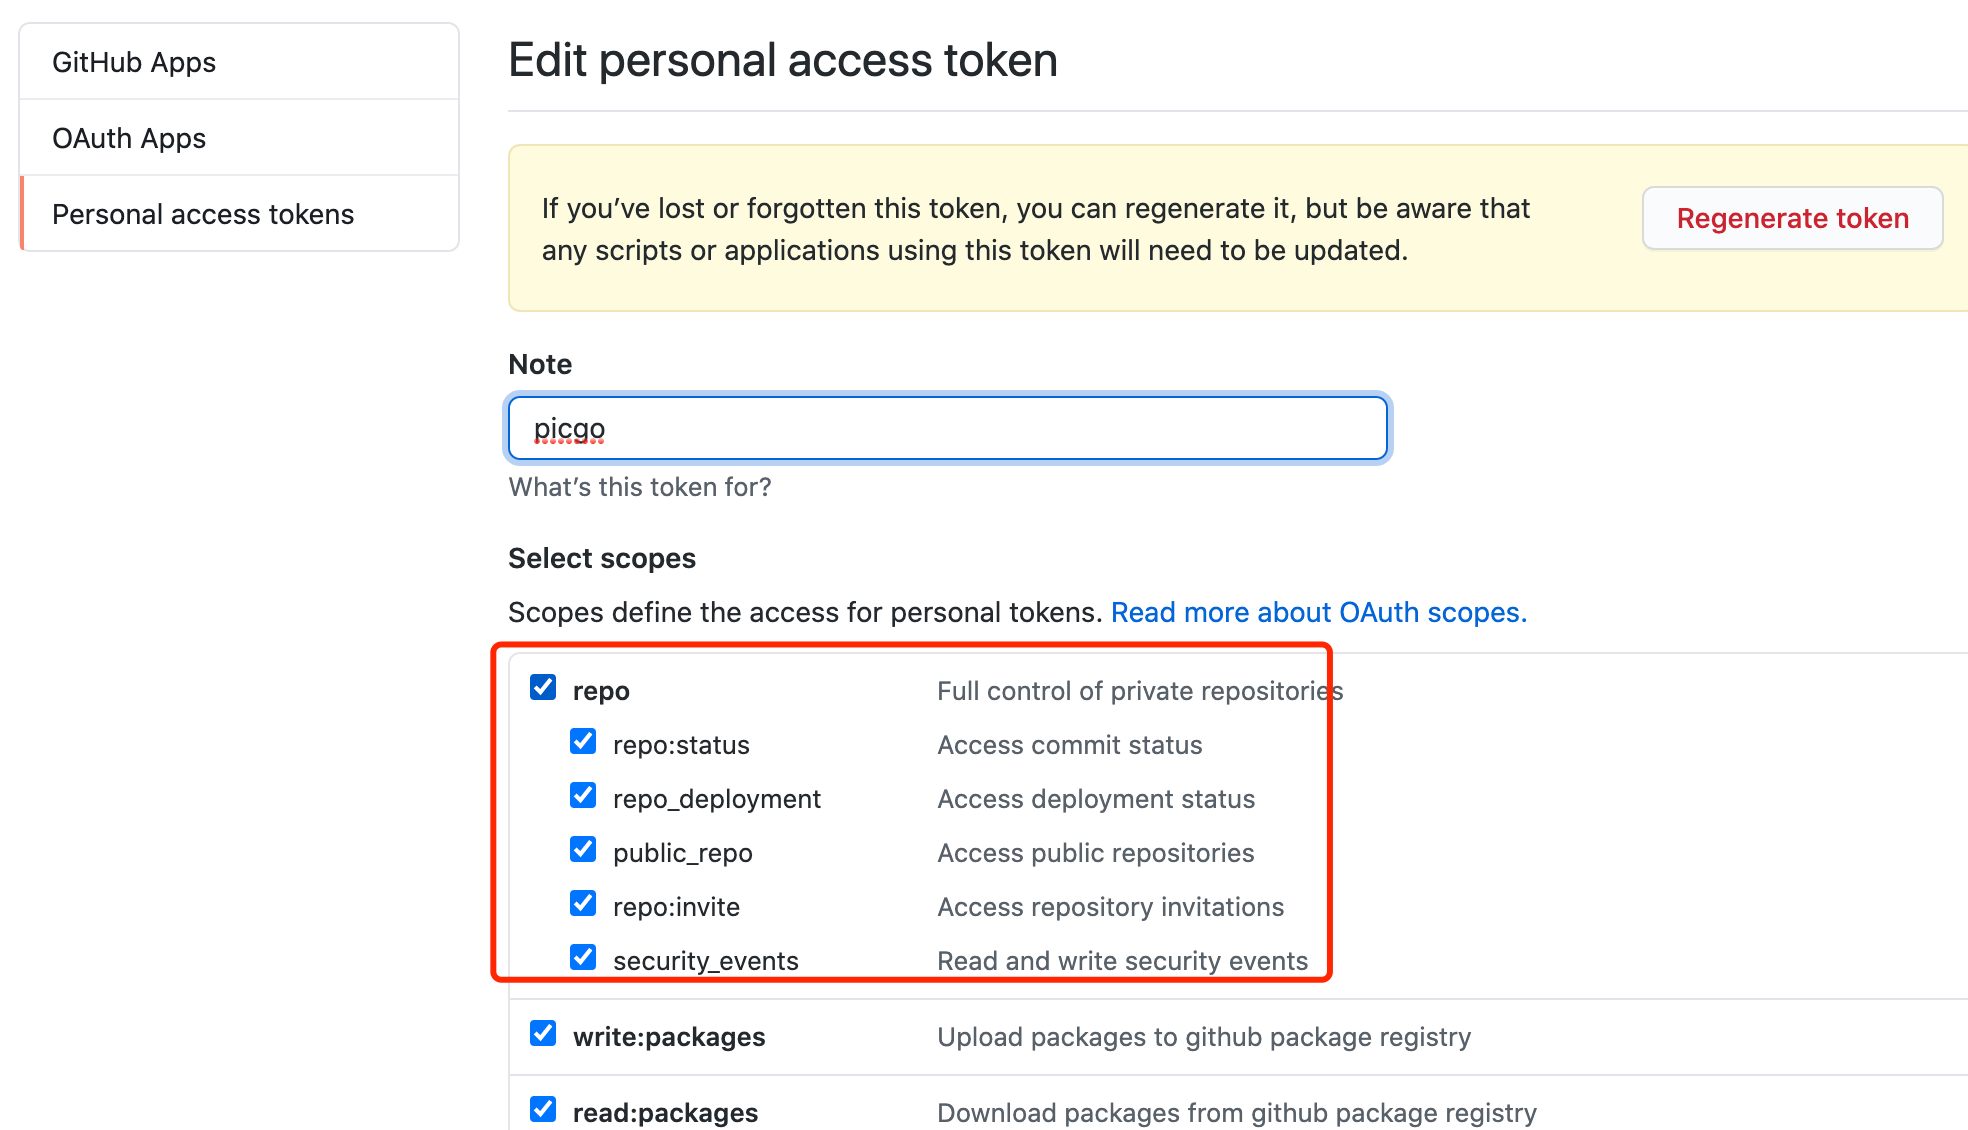 GitHub Apps
OAuth Apps
Personal access tokens
Edit personal access token
If you’ve lost or forgotten this token, you can regenerate it, but be aware that
any scripts or applications using this token will need to be updated.
Regenerate token
Note
picgo
What’s this token for?
Select scopes
Scopes define the access for personal tokens. Read more about OAuth scopes.
repo Full control of private repositories
repo:status Access commit status
repo_deployment Access deployment status
public_repo Access public repositories
repo:invite Access repository invitations
security_events Read and write security events
write:packages Upload packages to github package registry
read:packages Download packages from github package registry